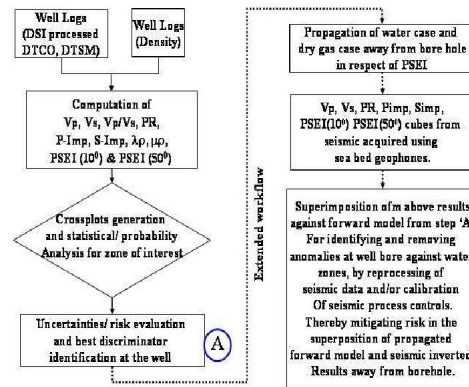 Well Logs
(DSI processed
DTCO, DTSM)
Well Logs
(Density)
Computation of
Vp, Vs, Vp/Vs, PR,
P-Imp, S-Imp, λρ, μρ,
PSEI (10⁰) & PSEI (50⁰).
Crossplots generation
and statistical/ probability
Analysis for zone of interest
Uncertainties/ risk evaluation
and best discriminator
identification at the well
A
Extended workflow
Propagation of water case and
dry gas case away from bore hole
in respect of PSEI
Vp, Vs, PR, Pimp, Simp,
PSEI(10⁰) PSEI(50⁰) cubes from
seismic acquired using
sea bed geophones.
Superimposition of m above results
against forward model from step ‘A’
For identifying and removing
anomalies at well bore against water
zones, by reprocessing of
seismic data and/or calibration
Of seismic process controls.
Thereby mitigating risk in the
superposition of propagated
forward model and seismic inverted
Results away from borehole.